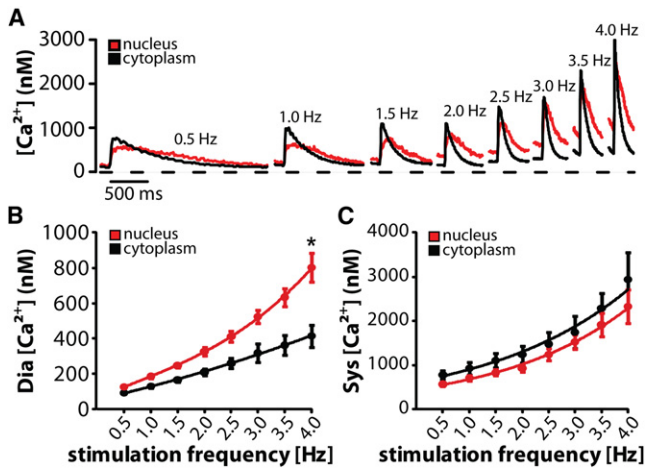 A
nucleus
cytoplasm
[Ca²⁺] (nM)
3000
2000
1000
0
0.5 Hz
1.0 Hz
1.5 Hz
2.0 Hz
2.5 Hz
3.0 Hz
3.5 Hz
4.0 Hz
500 ms
B
nucleus
cytoplasm
*
Dia [Ca²⁺] (nM)
1000
800
600
400
200
0
0.5 1.0 1.5 2.0 2.5 3.0 3.5 4.0
stimulation frequency [Hz]
C
nucleus
cytoplasm
Sys [Ca²⁺] (nM)
4000
3000
2000
1000
0
0.5 1.0 1.5 2.0 2.5 3.0 3.5 4.0
stimulation frequency [Hz]